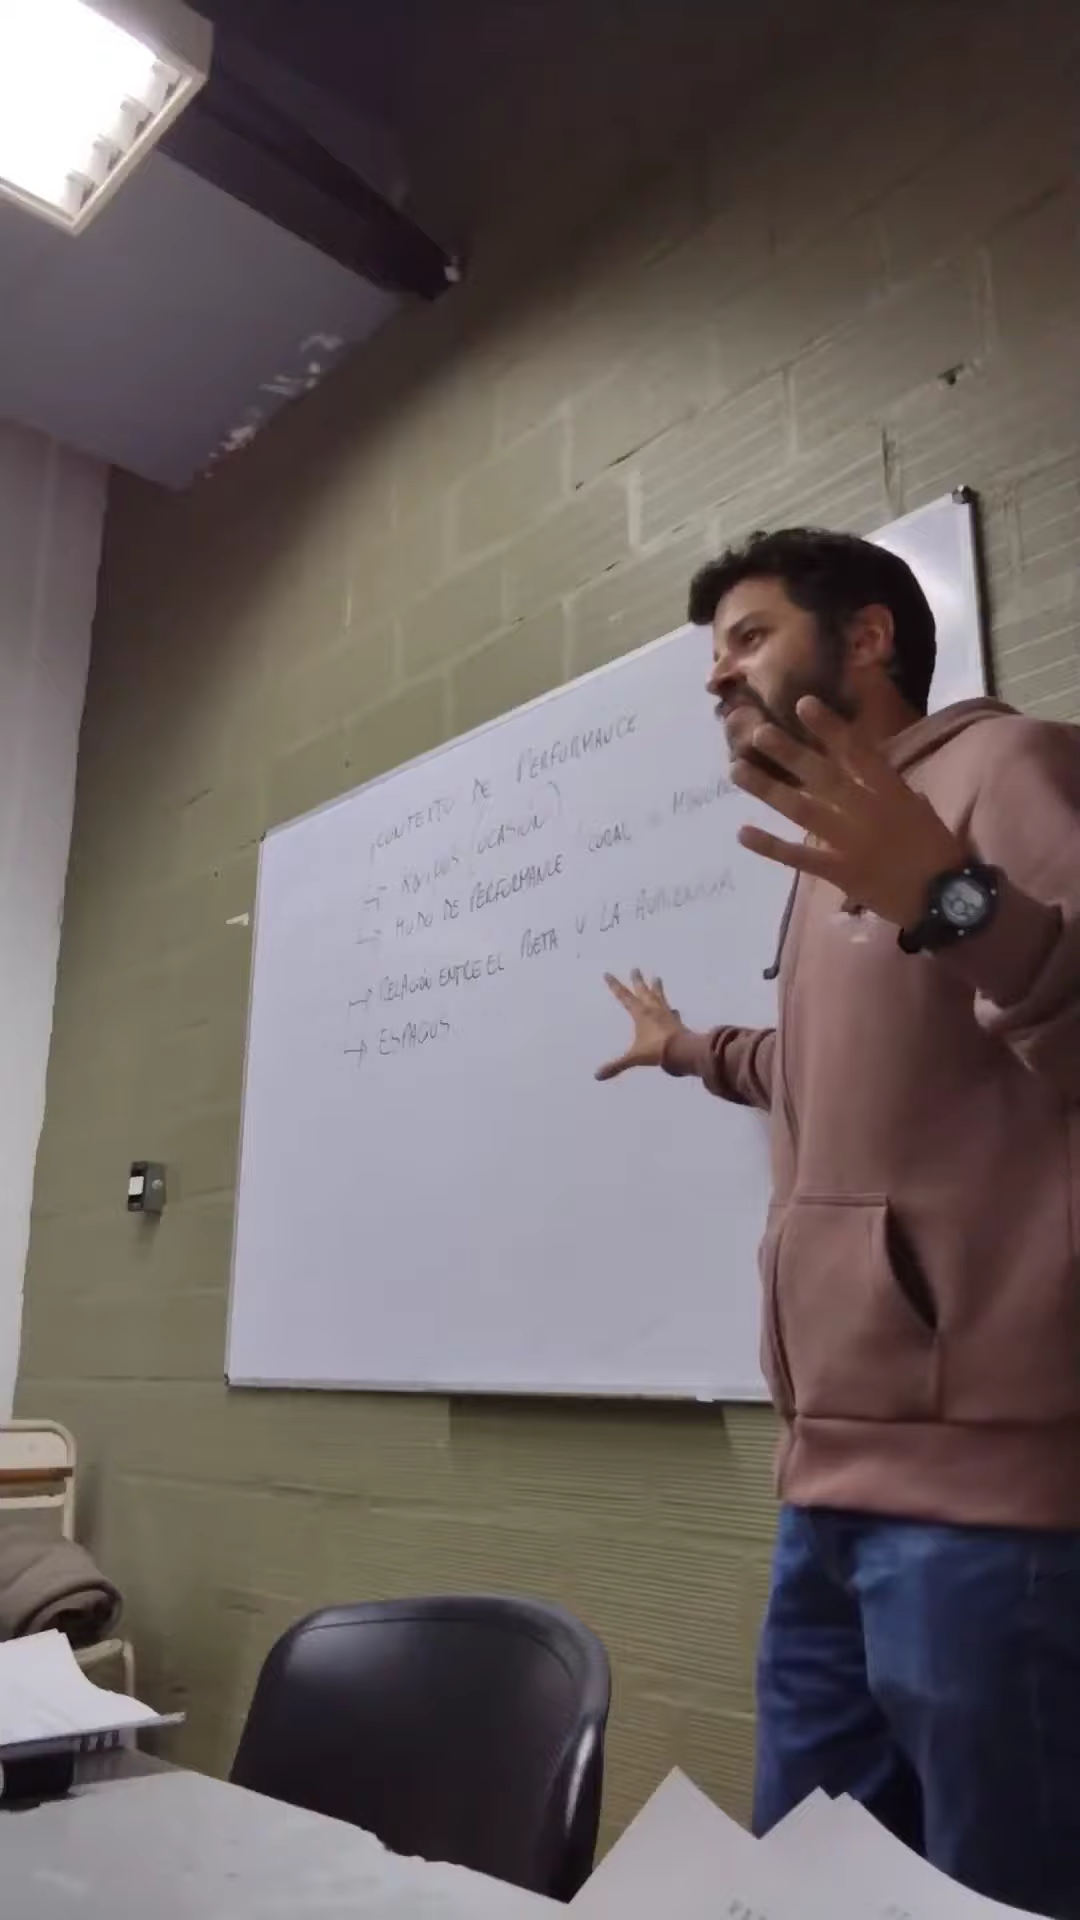 CONTEXTO DE PERFORMANCE
(OCASIÓN)
→ MODO DE PERFORMANCE CORAL
→ RELACIÓN ENTRE EL POETA Y LA AUDIENCIA
→ ESPACIOS